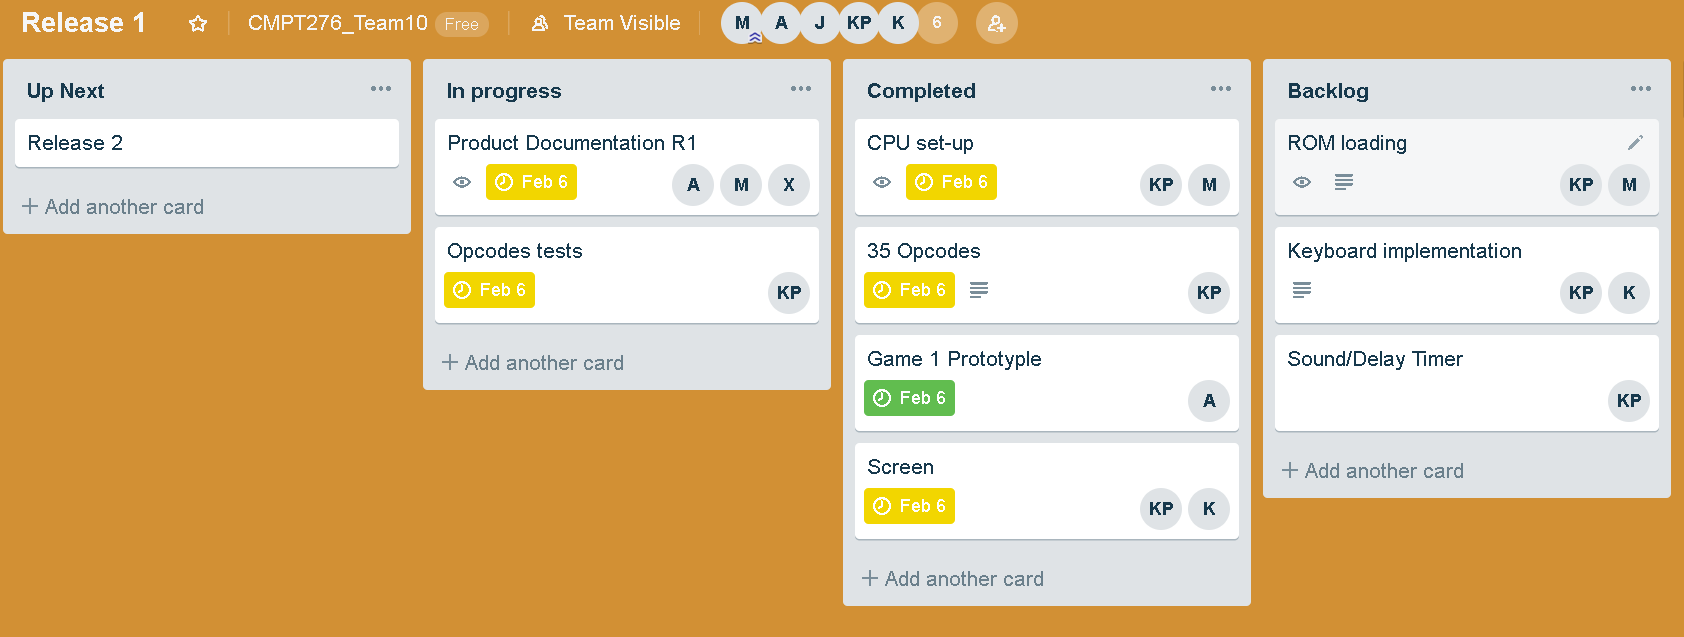 Release 1 CMPT276_Team10 Free Team Visible M A J KP K 6
Up Next
Release 2
+ Add another card
In progress
Product Documentation R1
Feb 6 A M X
Opcodes tests
Feb 6 KP
+ Add another card
Completed
CPU set-up
Feb 6 KP M
35 Opcodes
Feb 6 KP
Game 1 Prototyple
Feb 6 A
Screen
Feb 6 KP K
+ Add another card
Backlog
ROM loading
KP M
Keyboard implementation
KP K
Sound/Delay Timer
KP
+ Add another card